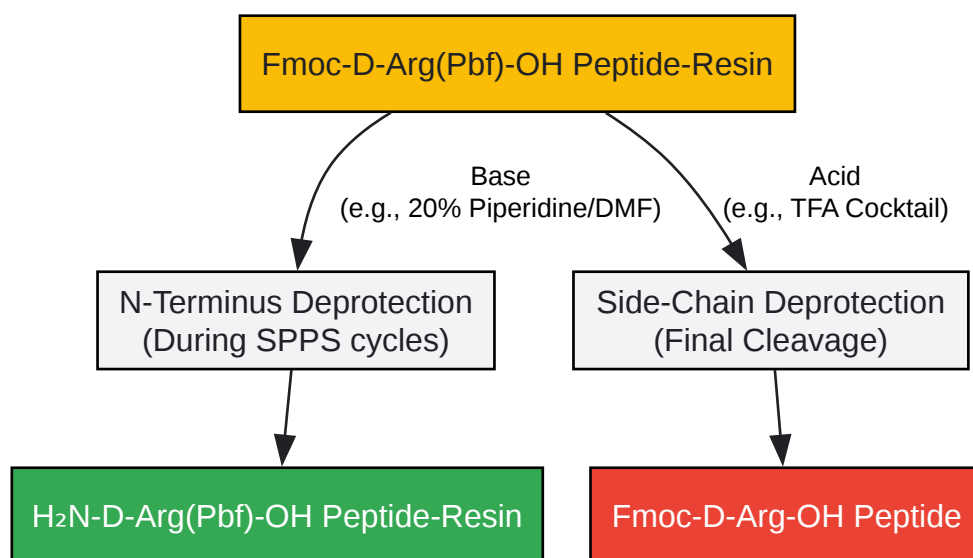 Fmoc-D-Arg(Pbf)-OH Peptide-Resin
Base
(e.g., 20% Piperidine/DMF)
Acid
(e.g., TFA Cocktail)
N-Terminus Deprotection
(During SPPS cycles)
Side-Chain Deprotection
(Final Cleavage)
H₂N-D-Arg(Pbf)-OH Peptide-Resin
Fmoc-D-Arg-OH Peptide